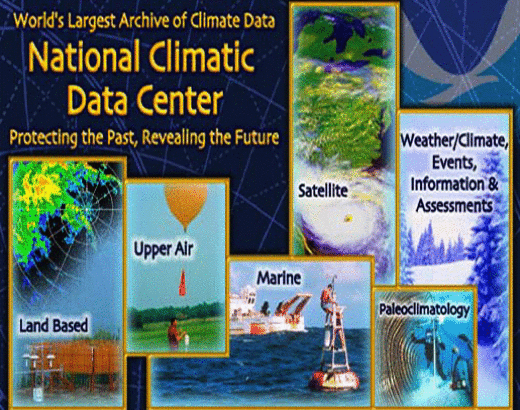 World's Largest Archive of Climate Data
National Climatic
Data Center
Protecting the Past, Revealing the Future
Satellite
Weather/Climate,
Events,
Information &
Assessments
Upper Air
Marine
Land Based
Paleoclimatology